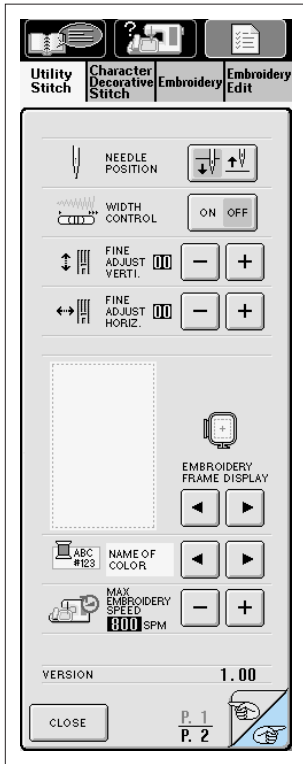 Utility
Stitch
Character
Decorative
Stitch
Embroidery
Embroidery
Edit
NEEDLE
POSITION
WIDTH
CONTROL
ON OFF
FINE
ADJUST 00
VERTI.
- +
FINE
ADJUST 00
HORIZ.
- +
EMBROIDERY
FRAME DISPLAY
ABC
#123
NAME OF
COLOR
MAX
EMBROIDERY
SPEED
800 SPM
- +
VERSION 1.00
CLOSE
P. 1
P. 2